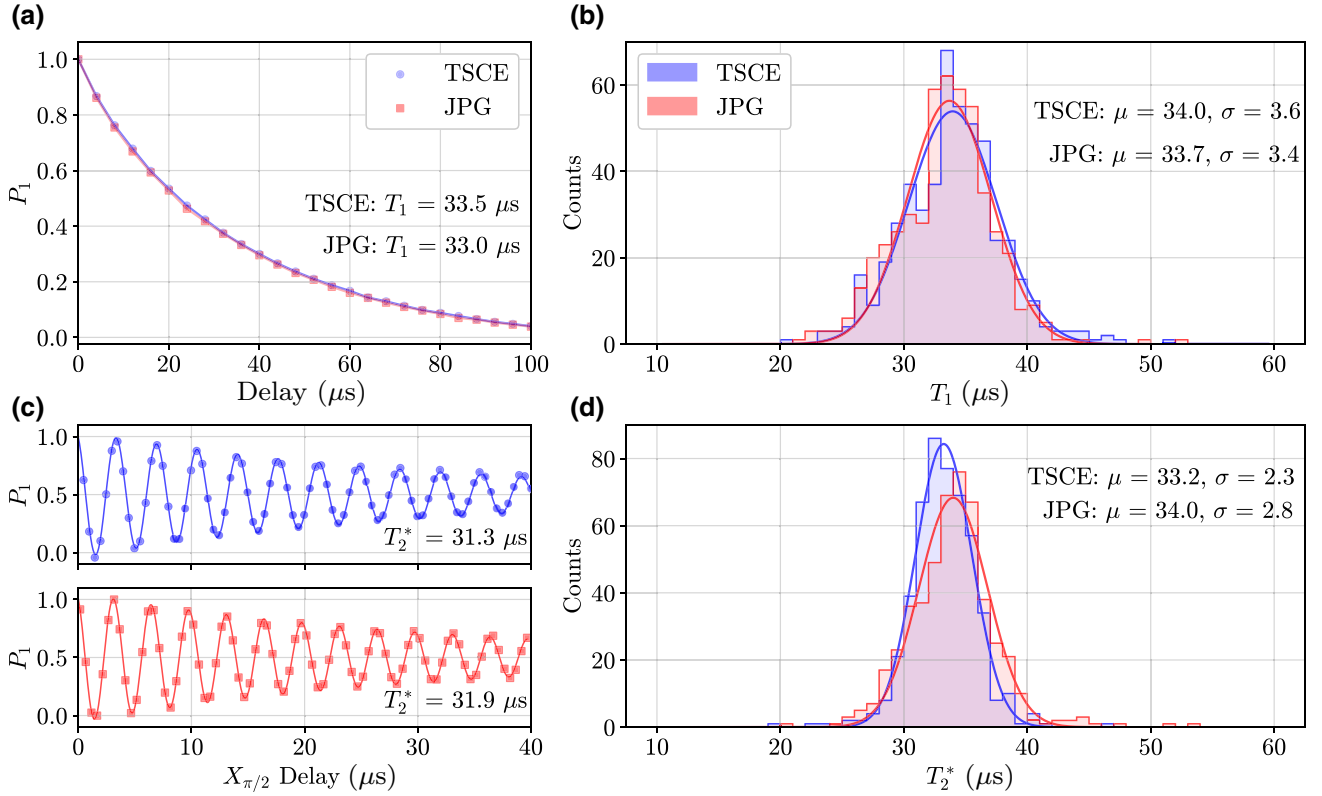 (a)
1.0
0.8
0.6
0.4
0.2
0.0
P₁
TSCE
JPG
TSCE: T₁ = 33.5 μs
JPG: T₁ = 33.0 μs
0 20 40 60 80 100
Delay (μs)
(b)
60
40
20
0
Counts
TSCE
JPG
TSCE: μ = 34.0, σ = 3.6
JPG: μ = 33.7, σ = 3.4
10 20 30 40 50 60
T₁ (μs)
(c)
1.0
0.5
0.0
P₁
T₂* = 31.3 μs
1.0
0.5
0.0
P₁
T₂* = 31.9 μs
0 10 20 30 40
X_{π/2} Delay (μs)
(d)
80
60
40
20
0
Counts
TSCE: μ = 33.2, σ = 2.3
JPG: μ = 34.0, σ = 2.8
10 20 30 40 50 60
T₂* (μs)